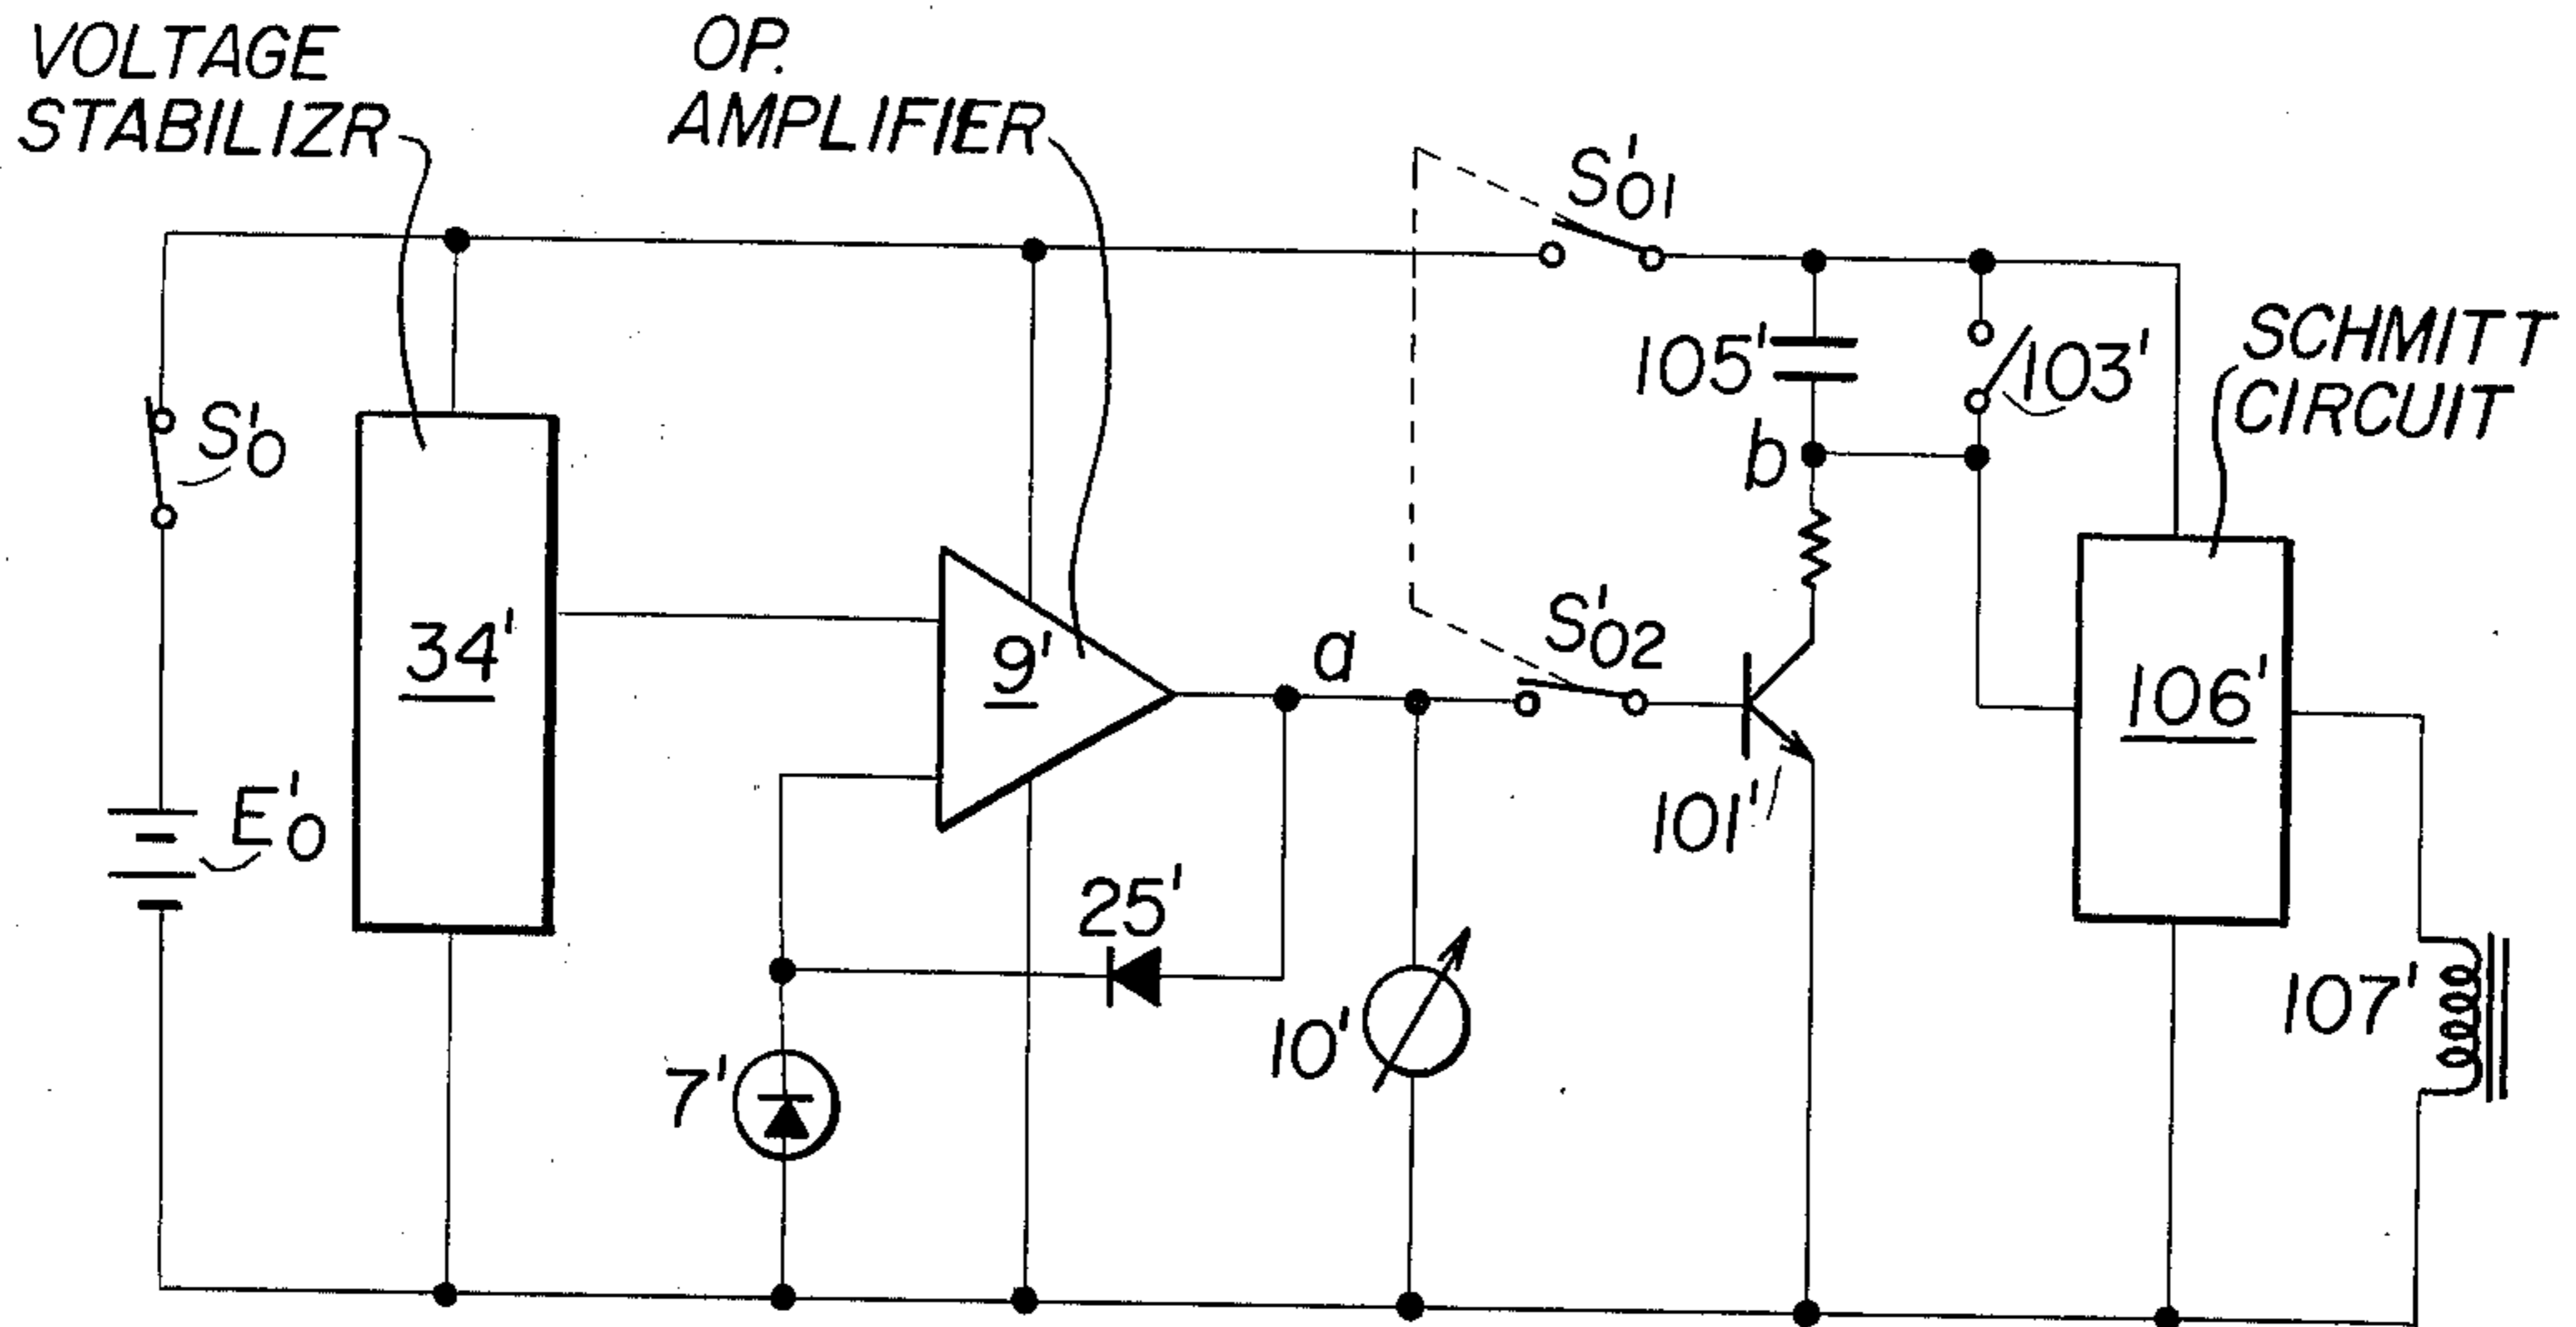 VOLTAGE
STABILIZR
OP.
AMPLIFIER
S'01
SCHMITT
CIRCUIT
105'
103'
S'0
b
34'
9'
a
S'02
106'
E'0
101'
25'
10'
107'
7'